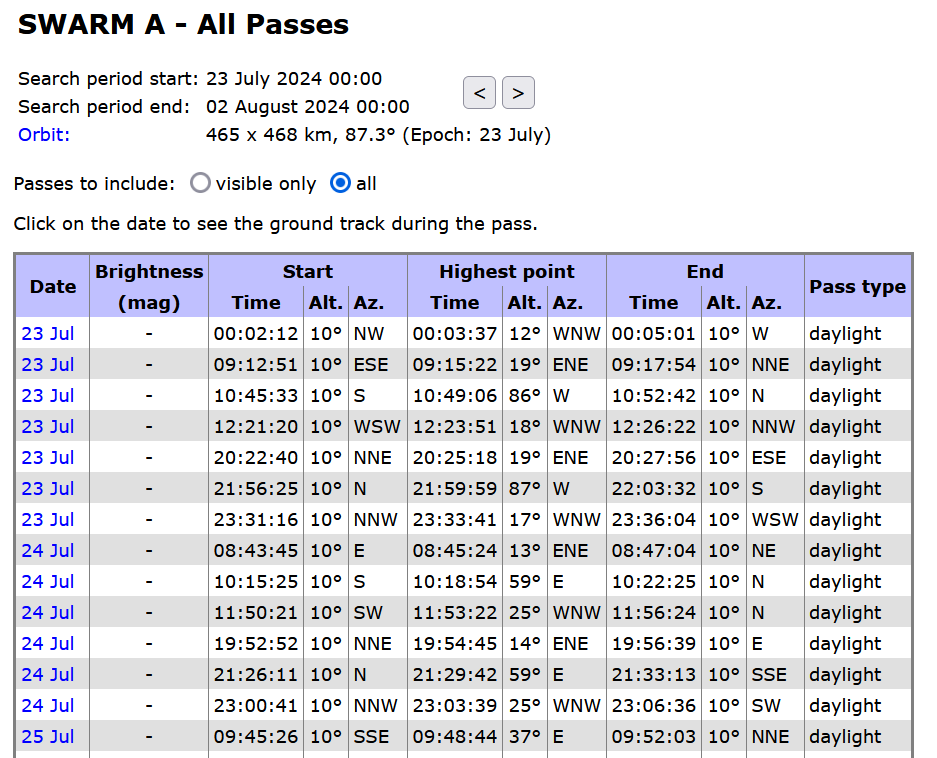 SWARM A - All Passes
Search period start: 23 July 2024 00:00
< >
Search period end: 02 August 2024 00:00
Orbit: 465 x 468 km, 87.3° (Epoch: 23 July)
Passes to include: visible only all
Click on the date to see the ground track during the pass.
Date Brightness (mag) Start Highest point End Pass type
Time Alt. Az. Time Alt. Az. Time Alt. Az.
23 Jul - 00:02:12 10° NW 00:03:37 12° WNW 00:05:01 10° W daylight
23 Jul - 09:12:51 10° ESE 09:15:22 19° ENE 09:17:54 10° NNE daylight
23 Jul - 10:45:33 10° S 10:49:06 86° W 10:52:42 10° N daylight
23 Jul - 12:21:20 10° WSW 12:23:51 18° WNW 12:26:22 10° NNW daylight
23 Jul - 20:22:40 10° NNE 20:25:18 19° ENE 20:27:56 10° ESE daylight
23 Jul - 21:56:25 10° N 21:59:59 87° W 22:03:32 10° S daylight
23 Jul - 23:31:16 10° NNW 23:33:41 17° WNW 23:36:04 10° WSW daylight
24 Jul - 08:43:45 10° E 08:45:24 13° ENE 08:47:04 10° NE daylight
24 Jul - 10:15:25 10° S 10:18:54 59° E 10:22:25 10° N daylight
24 Jul - 11:50:21 10° SW 11:53:22 25° WNW 11:56:24 10° N daylight
24 Jul - 19:52:52 10° NNE 19:54:45 14° ENE 19:56:39 10° E daylight
24 Jul - 21:26:11 10° N 21:29:42 59° E 21:33:13 10° SSE daylight
24 Jul - 23:00:41 10° NNW 23:03:39 25° WNW 23:06:36 10° SW daylight
25 Jul - 09:45:26 10° SSE 09:48:44 37° E 09:52:03 10° NNE daylight